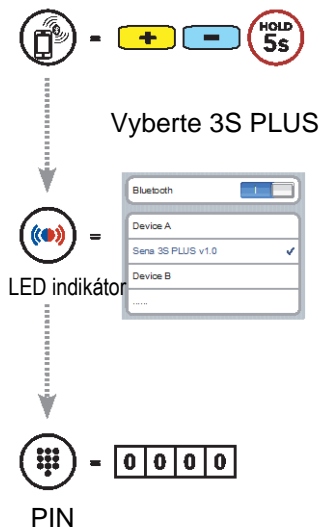 = + - HOLD 5s
Vyberte 3S PLUS
Bluetooth I
Device A
=
Sena 3S PLUS v1.0
Device B
LED indikátor
......
= 0 0 0 0
PIN